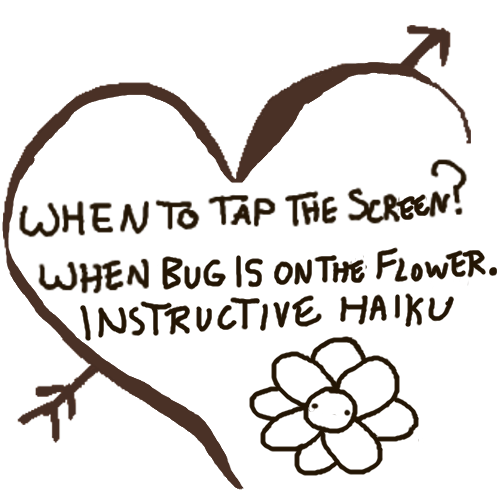 WHEN TO TAP THE SCREEN?
WHEN BUG IS ON THE FLOWER.
INSTRUCTIVE HAIKU